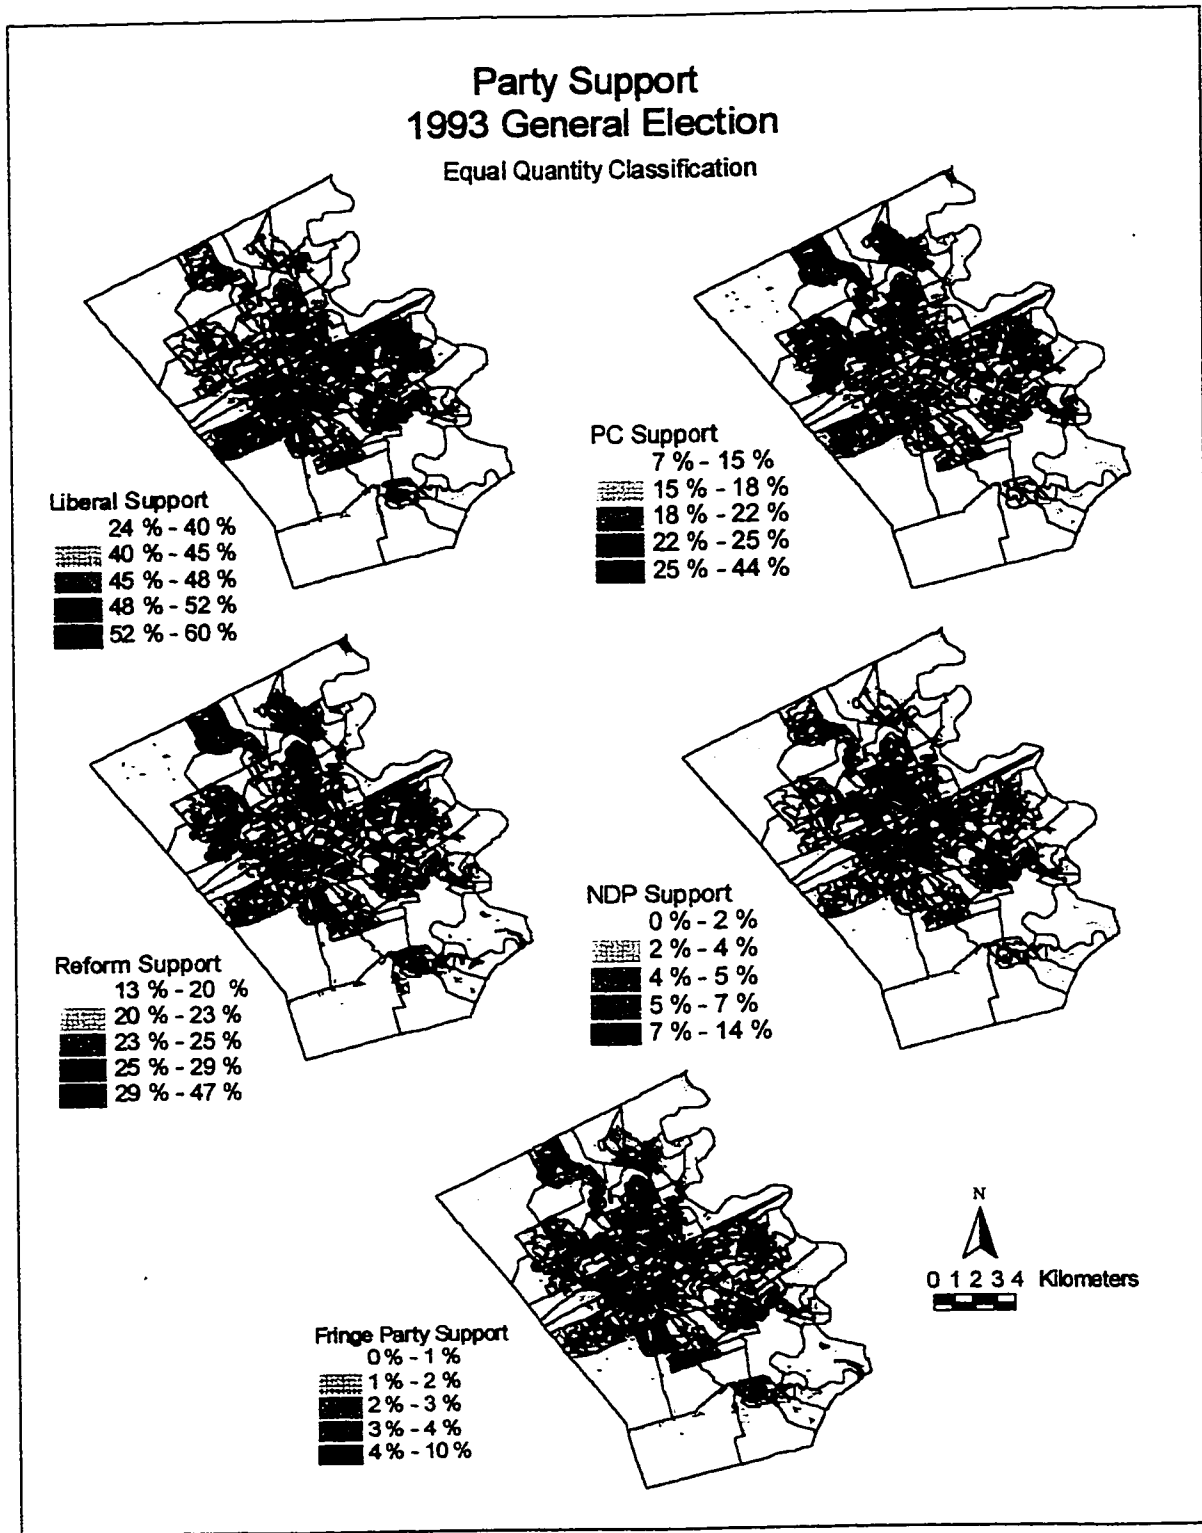 Party Support
1993 General Election
Equal Quantity Classification
Liberal Support
24 % - 40 %
40 % - 45 %
45 % - 48 %
48 % - 52 %
52 % - 60 %
PC Support
7 % - 15 %
15 % - 18 %
18 % - 22 %
22 % - 25 %
25 % - 44 %
Reform Support
13 % - 20 %
20 % - 23 %
23 % - 25 %
25 % - 29 %
29 % - 47 %
NDP Support
0 % - 2 %
2 % - 4 %
4 % - 5 %
5 % - 7 %
7 % - 14 %
Fringe Party Support
0 % - 1 %
1 % - 2 %
2 % - 3 %
3 % - 4 %
4 % - 10 %
N
0 1 2 3 4 Kilometers